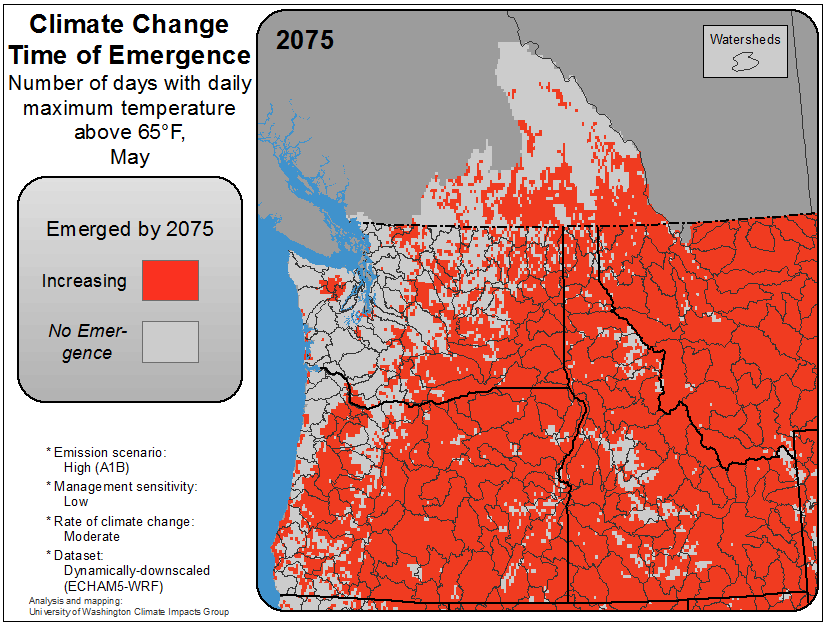 Climate Change
Time of Emergence
Number of days with daily
maximum temperature
above 65°F,
May
2075
Watersheds
Emerged by 2075
Increasing
No Emer-
gence
* Emission scenario:
High (A1B)
* Management sensitivity:
Low
* Rate of climate change:
Moderate
* Dataset:
Dynamically-downscaled
(ECHAM5-WRF)
Analysis and mapping:
University of Washington Climate Impacts Group